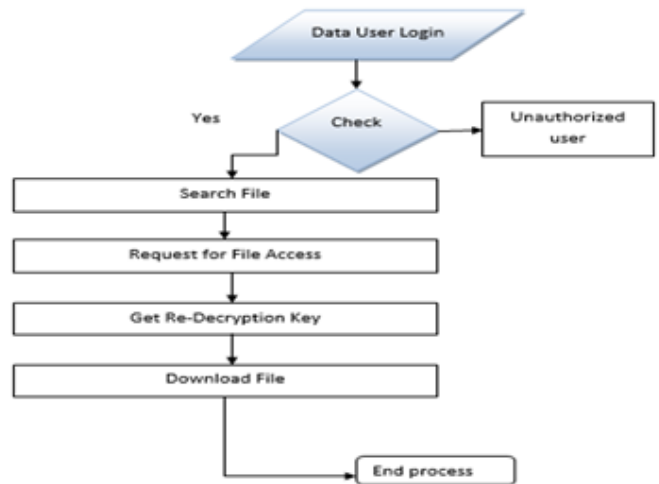 Data User Login
Yes
Check
Unauthorized
user
Search File
Request for File Access
Get Re-Decryption Key
Download File
End process